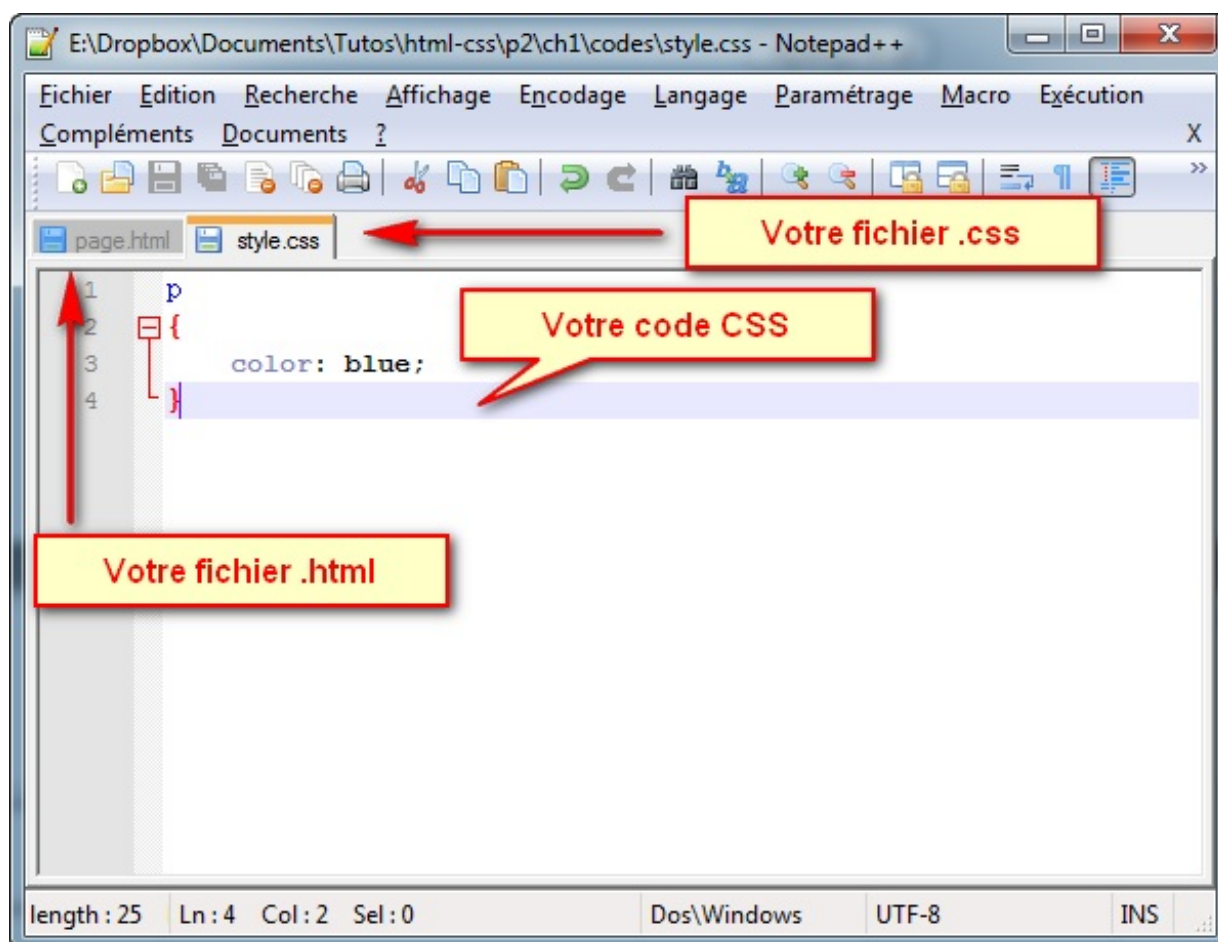 E:\Dropbox\Documents\Tutos\html-css\p2\ch1\codes\style.css - Notepad++
Fichier Edition Recherche Affichage Encodage Langage Paramétrage Macro Exécution
Compléments Documents ? X
page.html style.css
Votre fichier .css
1 p
2 {
Votre code CSS
3 color: blue;
4 }
Votre fichier .html
length : 25 Ln : 4 Col : 2 Sel : 0 Dos\Windows UTF-8 INS